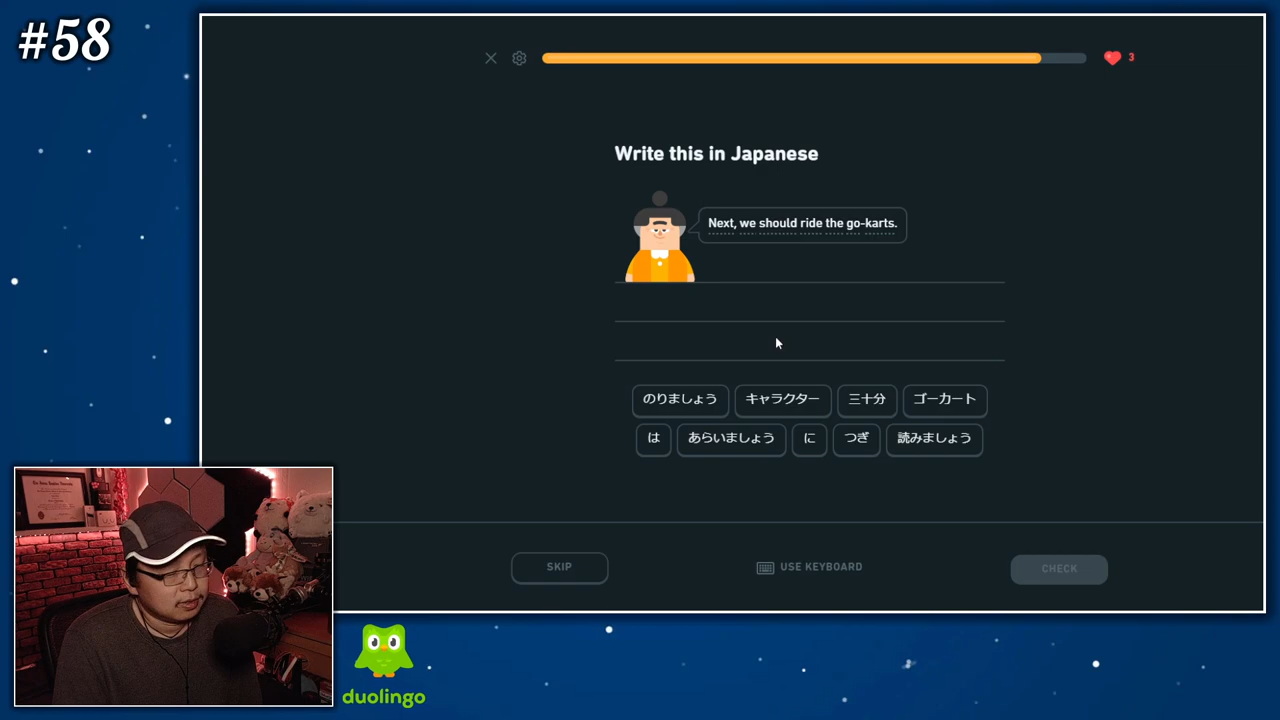 #58
3
Write this in Japanese
Next, we should ride the go-karts.
のりましょう キャラクター 三十分 ゴーカート
は あらいましょう に つぎ 読みましょう
SKIP
USE KEYBOARD
CHECK
duolingo